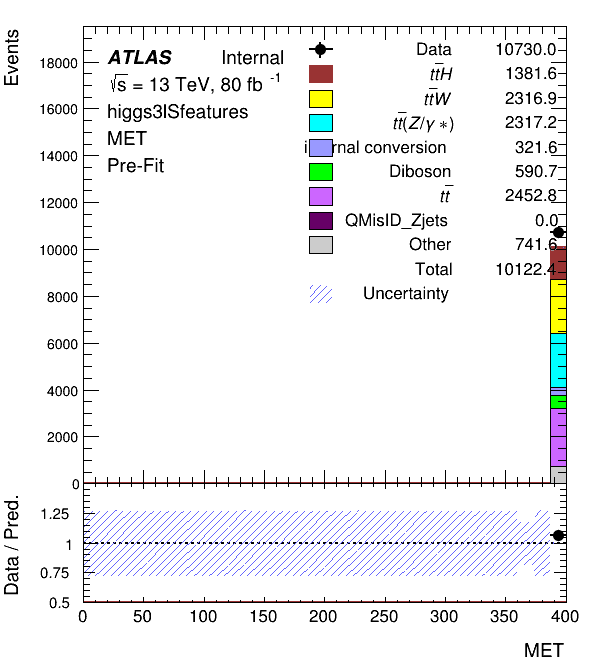 Events
18000
16000
14000
12000
10000
8000
6000
4000
2000
0
ATLAS Internal
√s = 13 TeV, 80 fb -1
higgs3lSfeatures
MET
Pre-Fit
Data 10730.0
tt̄H 1381.6
tt̄W 2316.9
tt̄(Z/γ *) 2317.2
conversion 321.6
Diboson 590.7
tt̄ 2452.8
QMisID_Zjets 0.0
Other 741.6
Total 10122.4
Uncertainty
Data / Pred.
1.25
1
0.75
0.5
0 50 100 150 200 250 300 350 400
MET